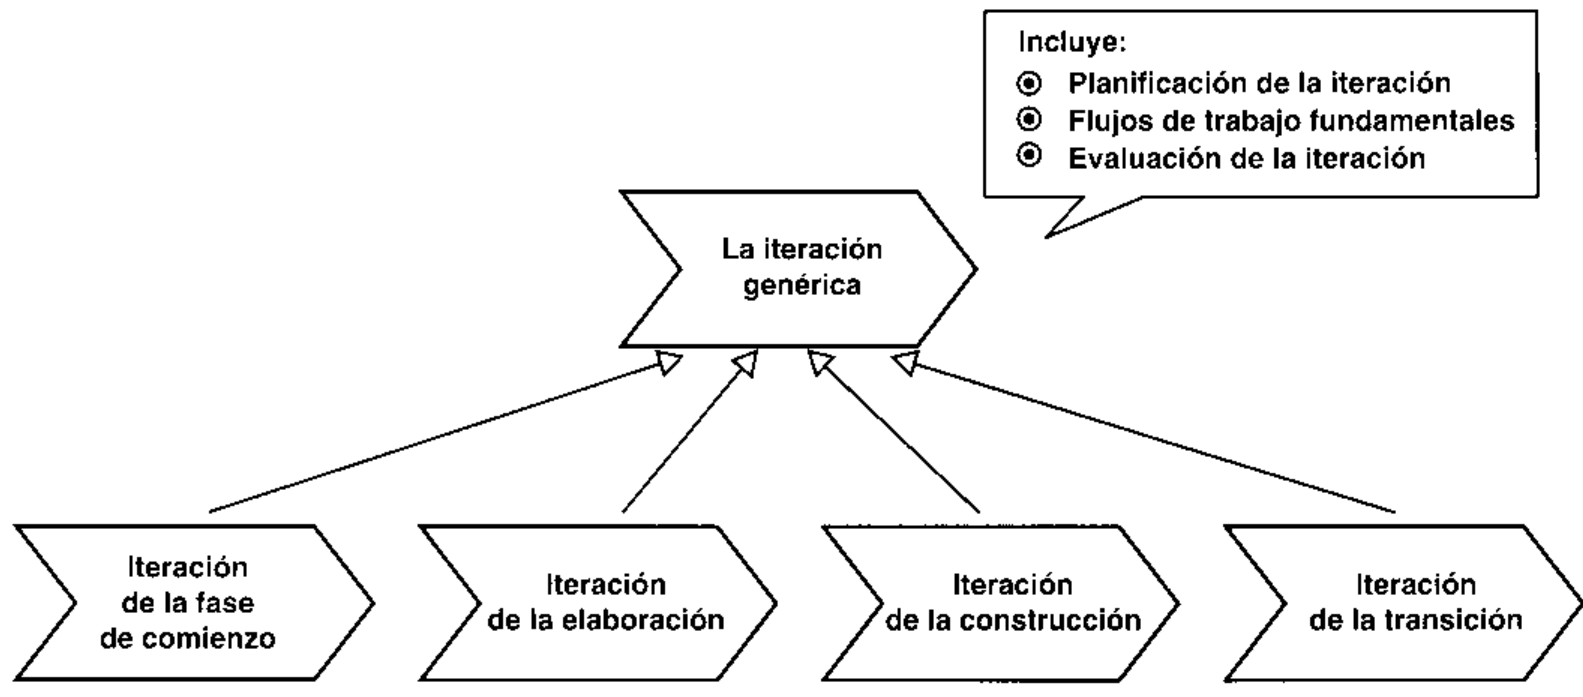 Incluye:
Planificación de la iteración
Flujos de trabajo fundamentales
Evaluación de la iteración
La iteración
genérica
Iteración
de la fase
de comienzo
Iteración
de la elaboración
Iteración
de la construcción
Iteración
de la transición